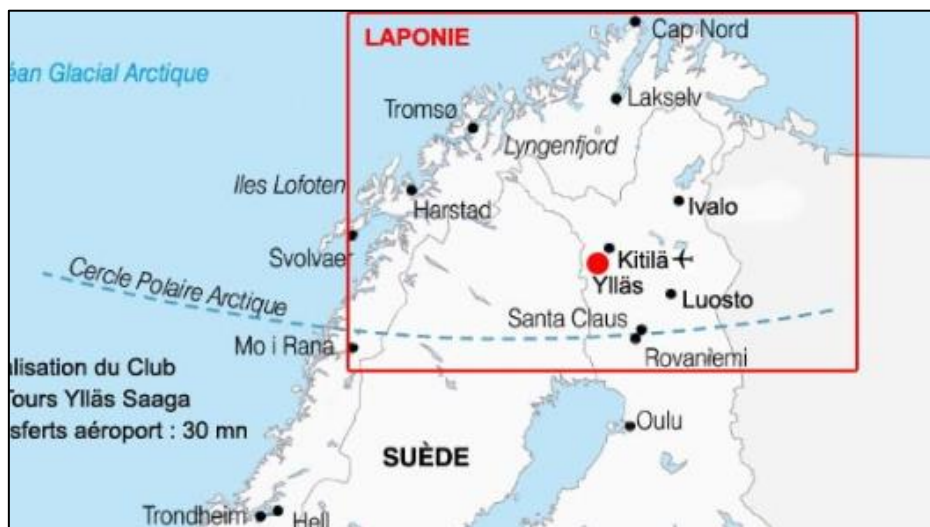 LAPONIE
Cap Nord
éan Glacial Arctique
Tromsø
Lakselv
Lyngenfjord
Iles Lofoten
Harstad
Ivalo
Svolvaer
Kitilä
Ylläs
Cercle Polaire Arctique
Luosto
Santa Claus
Mo i Rana
Rovaniemi
alisation du Club
Tours Ylläs Saaga
sferts aéroport : 30 mn
Oulu
SUÈDE
Trondheim
Hell